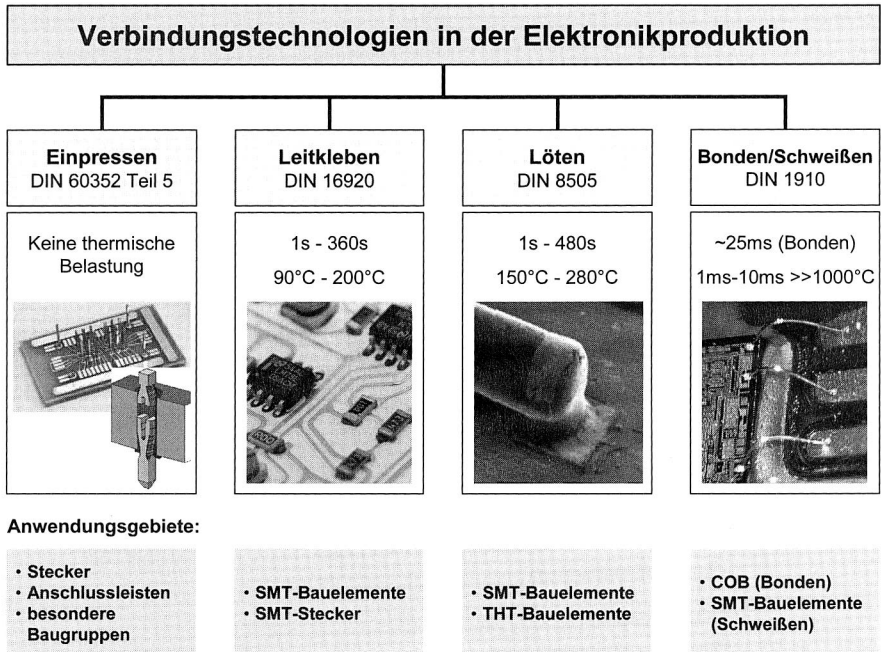 Verbindungstechnologien in der Elektronikproduktion
Einpressen
DIN 60352 Teil 5
Leitkleben
DIN 16920
Löten
DIN 8505
Bonden/Schweißen
DIN 1910
Keine thermische
Belastung
1s - 360s
90°C - 200°C
1s - 480s
150°C - 280°C
~25ms (Bonden)
1ms-10ms >>1000°C
Anwendungsgebiete:
• Stecker
• Anschlussleisten
• besondere
Baugruppen
• SMT-Bauelemente
• SMT-Stecker
• SMT-Bauelemente
• THT-Bauelemente
• COB (Bonden)
• SMT-Bauelemente
(Schweißen)